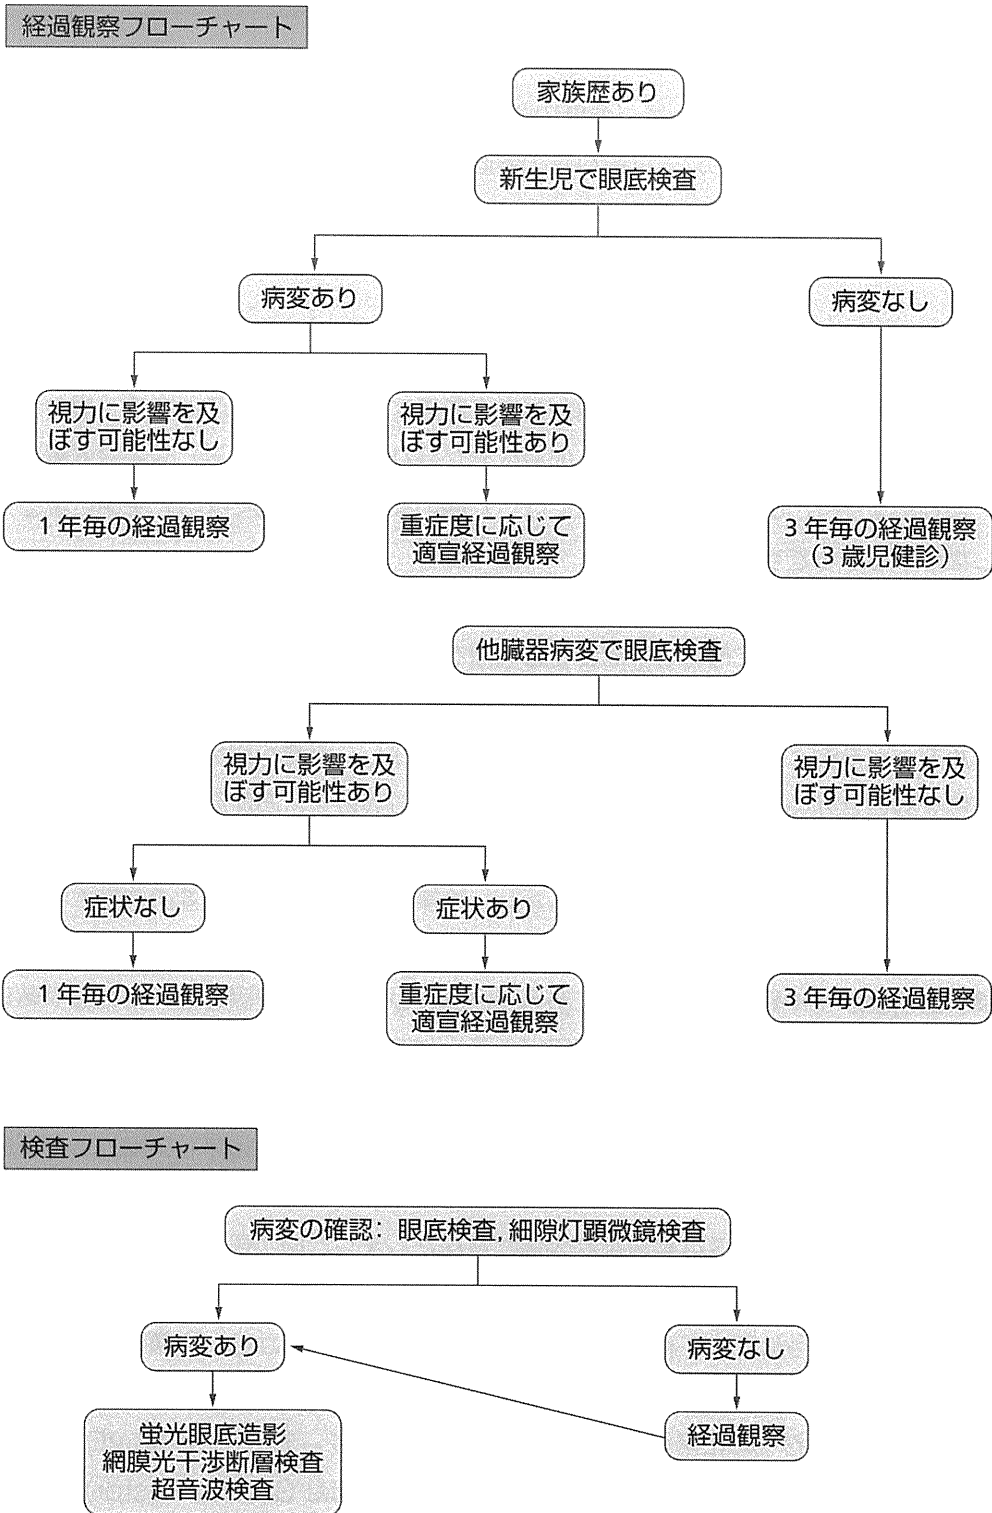 経過観察フローチャート
家族歴あり
新生児で眼底検査
病変あり
病変なし
視力に影響を及
ぼす可能性なし
視力に影響を及
ぼす可能性あり
1年毎の経過観察
重症度に応じて
適宣経過観察
3年毎の経過観察
(3歳児健診)
他臓器病変で眼底検査
視力に影響を及
ぼす可能性あり
視力に影響を及
ぼす可能性なし
症状なし
症状あり
1年毎の経過観察
重症度に応じて
適宣経過観察
3年毎の経過観察
検査フローチャート
病変の確認: 眼底検査, 細隙灯顕微鏡検査
病変あり
病変なし
蛍光眼底造影
網膜光干渉断層検査
超音波検査
経過観察